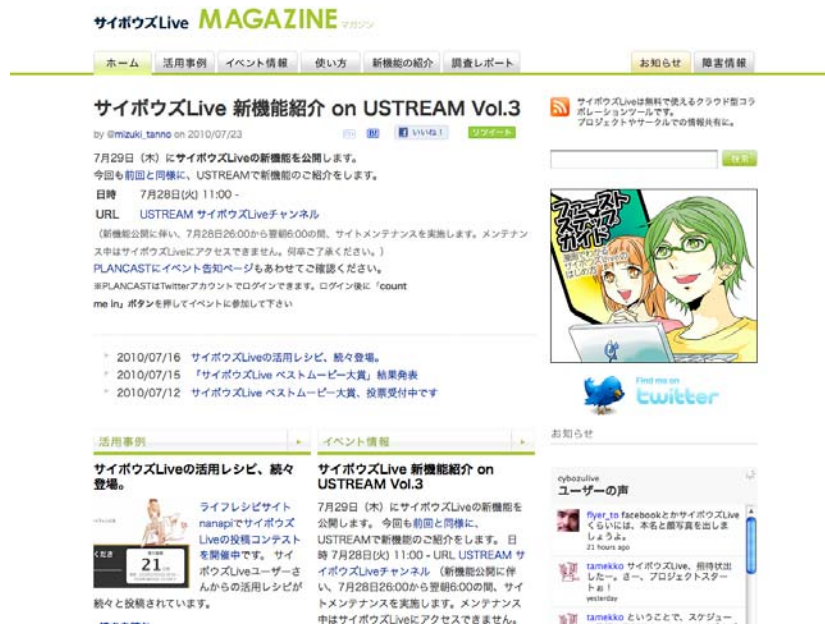 サイボウズLive MAGAZINE マガジン
ホーム 活用事例 イベント情報 使い方 新機能の紹介 調査レポート お知らせ 障害情報
サイボウズLive 新機能紹介 on USTREAM Vol.3
by @mizuki_tanno on 2010/07/23
いいね！ リツイート
7月29日（木）にサイボウズLiveの新機能を公開します。
今回も前回と同様に、USTREAMで新機能のご紹介をします。
日時 7月28日(火) 11:00 -
URL USTREAM サイボウズLiveチャンネル
（新機能公開に伴い、7月28日26:00から翌朝6:00の間、サイトメンテナンスを実施します。メンテナン
ス中はサイボウズLiveにアクセスできません。何卒ご了承ください。）
PLANCASTにイベント告知ページもあわせてご確認ください。
※PLANCASTはTwitterアカウントでログインできます。ログイン後に「count
me in」ボタンを押してイベントに参加して下さい
2010/07/16 サイボウズLiveの活用レシピ、続々登場。
2010/07/15 「サイボウズLive ベストムービー大賞」結果発表
2010/07/12 サイボウズLive ベストムービー大賞、投票受付中です
活用事例
サイボウズLiveの活用レシピ、続々
登場。
ライフレシピサイト
nanapiでサイボウズ
Liveの投稿コンテスト
を開催中です。 サイ
ボウズLiveユーザーさ
んからの活用レシピが
続々と投稿されています。
21
イベント情報
サイボウズLive 新機能紹介 on
USTREAM Vol.3
7月29日（木）にサイボウズLiveの新機能を
公開します。 今回も前回と同様に、
USTREAMで新機能のご紹介をします。 日
時 7月28日(火) 11:00 - URL USTREAM サ
イボウズLiveチャンネル （新機能公開に伴
い、7月28日26:00から翌朝6:00の間、サイ
トメンテナンスを実施します。メンテナンス
中はサイボウズLiveにアクセスできません。
サイボウズLiveは無料で使えるクラウド型コラ
ボレーションツールです。
プロジェクトやサークルでの情報共有に。
検索
ファースト
ステップ
ガイド
漫画でわかる
サイボウズLiveの
はじめ方
Find me on
twitter
お知らせ
cybozulive
ユーザーの声
flyer_to facebookとかサイボウズLive
くらいには、本名と顔写真を出しま
しょうよ。
21 hours ago
tamekko サイボウズLive、招待状出
したー。さー、プロジェクトスター
トぉ！
yesterday
tamekko ということで、スケジュー